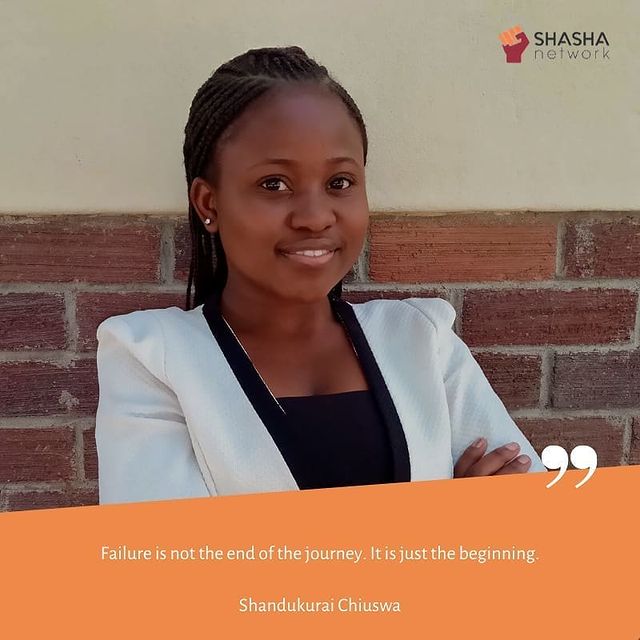 SHASHA
network
”
Failure is not the end of the journey. It is just the beginning.
Shandukurai Chiuswa